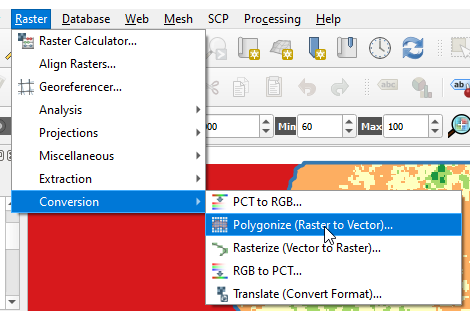 Raster Database Web Mesh SCP Processing Help
Raster Calculator...
Align Rasters...
Georeferencer...
Analysis
Projections
Miscellaneous
Extraction
Conversion
abc
ab
00 Min 60 Max 100
PCT to RGB...
Polygonize (Raster to Vector)...
Rasterize (Vector to Raster)...
RGB to PCT...
Translate (Convert Format)...